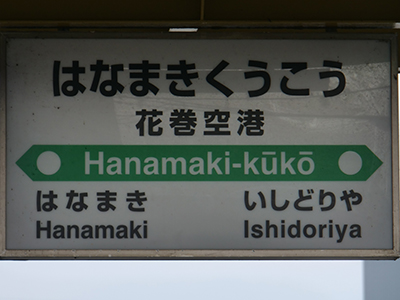 はなまきくうこう
花巻空港
Hanamaki-kūkō
はなまき いしどりや
Hanamaki Ishidoriya